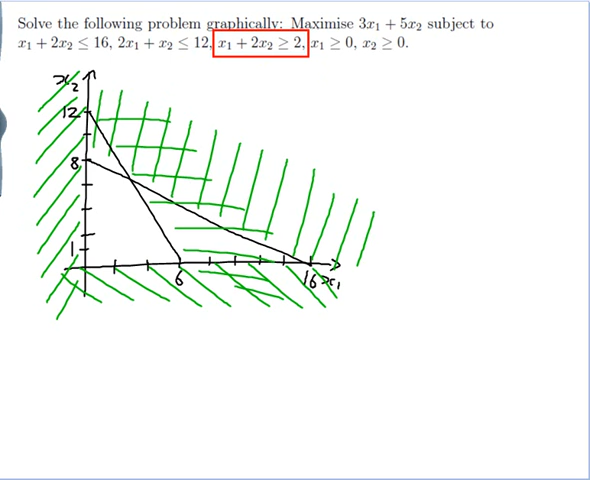 Solve the following problem graphically: Maximise 3x₁ + 5x₂ subject to
x₁ + 2x₂ ≤ 16, 2x₁ + x₂ ≤ 12, x₁ + 2x₂ ≥ 2, x₁ ≥ 0, x₂ ≥ 0.
x₂
12
8
1
6
16 x₁